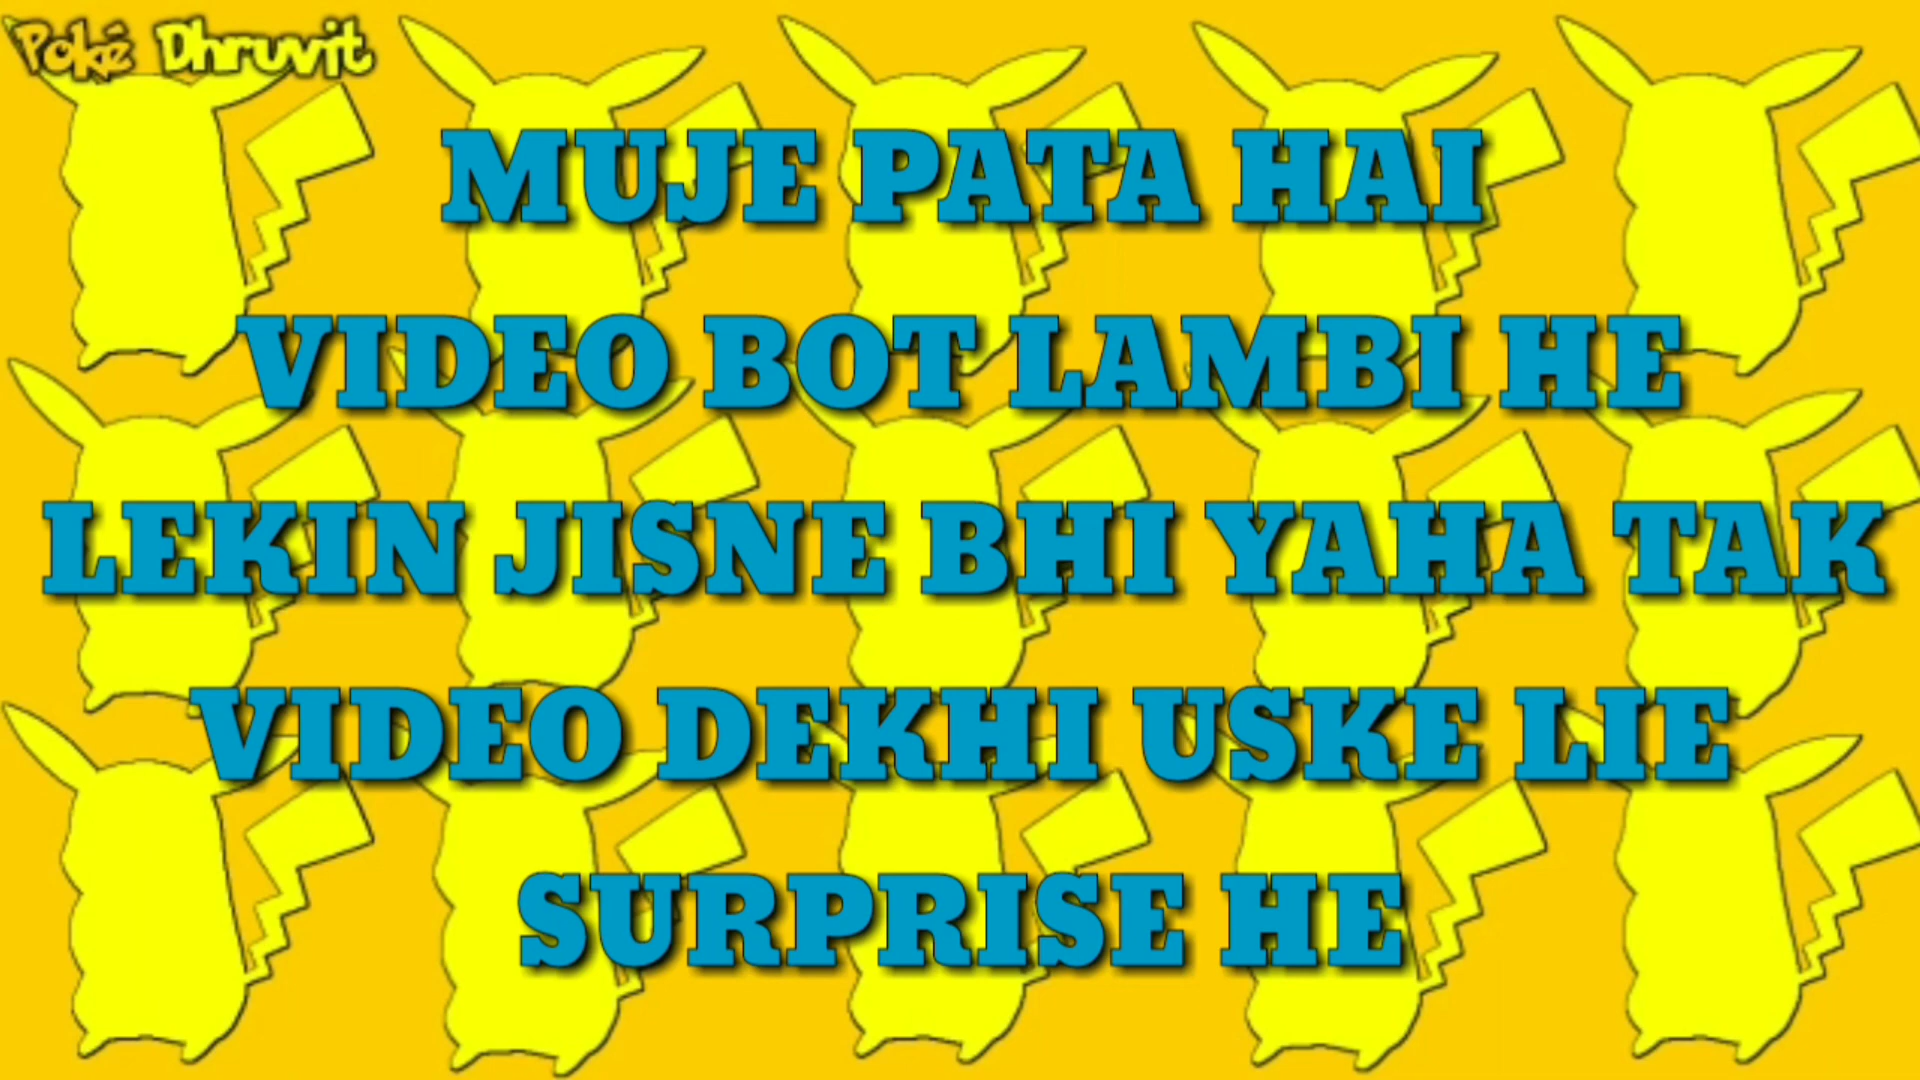 Poké Dhruvit
MUJE PATA HAI
VIDEO BOT LAMBI HE
LEKIN JISNE BHI YAHA TAK
VIDEO DEKHI USKE LIE
SURPRISE HE